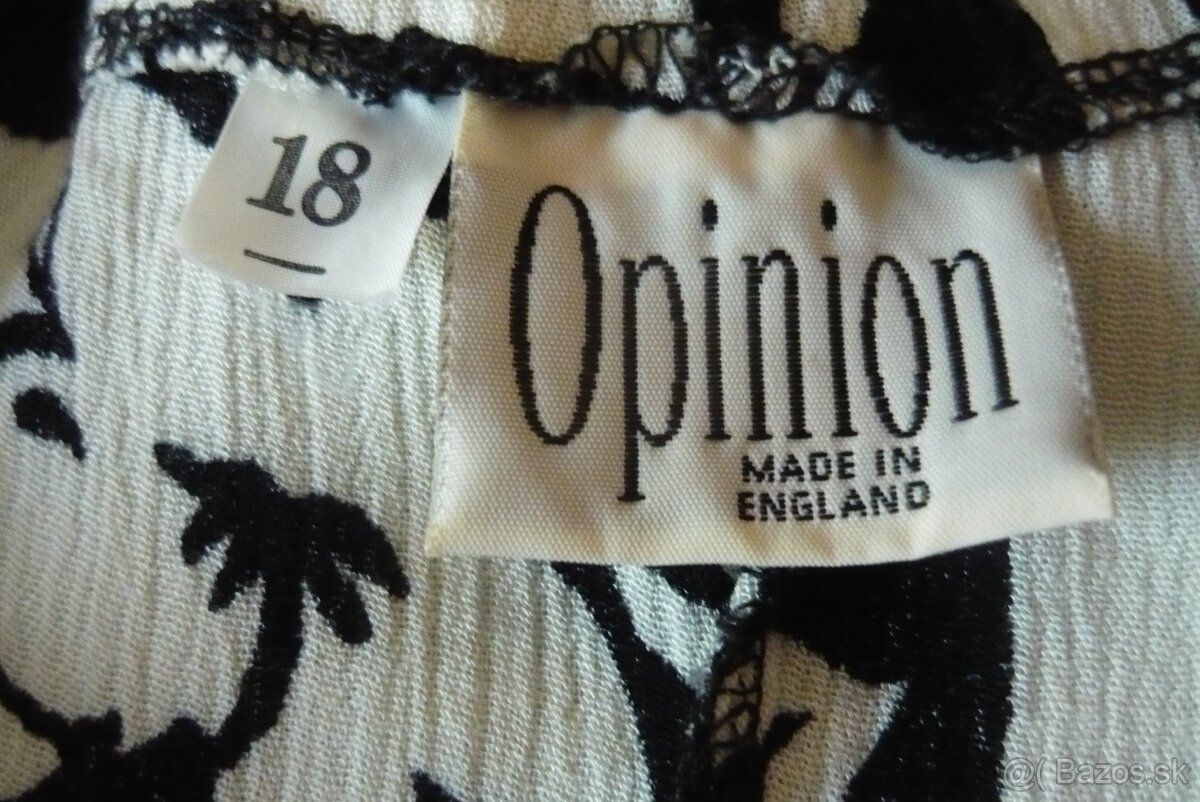 18
Opinion
MADE IN
ENGLAND
@( Bazos.sk